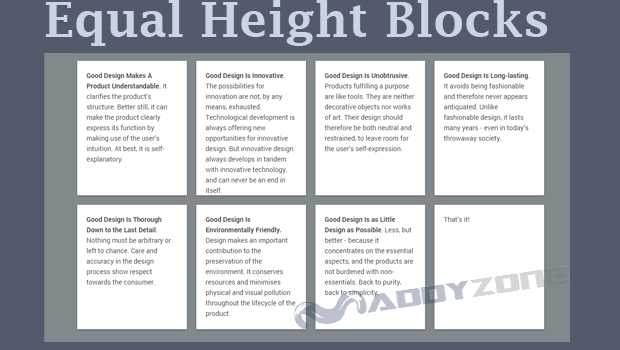 Equal Height Blocks
Good Design Makes A
Product Understandable. It
clarifies the product's
structure. Better still, it can
make the product clearly
express its function by
making use of the user's
intuition. At best, it is self-
explanatory.
Good Design Is Innovative.
The possibilities for
innovation are not, by any
means, exhausted.
Technological development is
always offering new
opportunities for innovative
design. But innovative design
always develops in tandem
with innovative technology,
and can never be an end in
itself.
Good Design Is Unobtrusive.
Products fulfilling a purpose
are like tools. They are neither
decorative objects nor works
of art. Their design should
therefore be both neutral and
restrained, to leave room for
the user's self-expression.
Good Design Is Long-lasting.
It avoids being fashionable
and therefore never appears
antiquated. Unlike
fashionable design, it lasts
many years - even in today's
throwaway society.
Good Design Is Thorough
Down to the Last Detail.
Nothing must be arbitrary or
left to chance. Care and
accuracy in the design
process show respect
towards the consumer.
Good Design Is
Environmentally Friendly.
Design makes an important
contribution to the
preservation of the
environment. It conserves
resources and minimises
physical and visual pollution
throughout the lifecycle of the
product.
Good Design Is as Little
Design as Possible. Less, but
better - because it
concentrates on the essential
aspects, and the products are
not burdened with non-
essentials. Back to purity,
back to simplicity.
That's it!
ADDYZONE